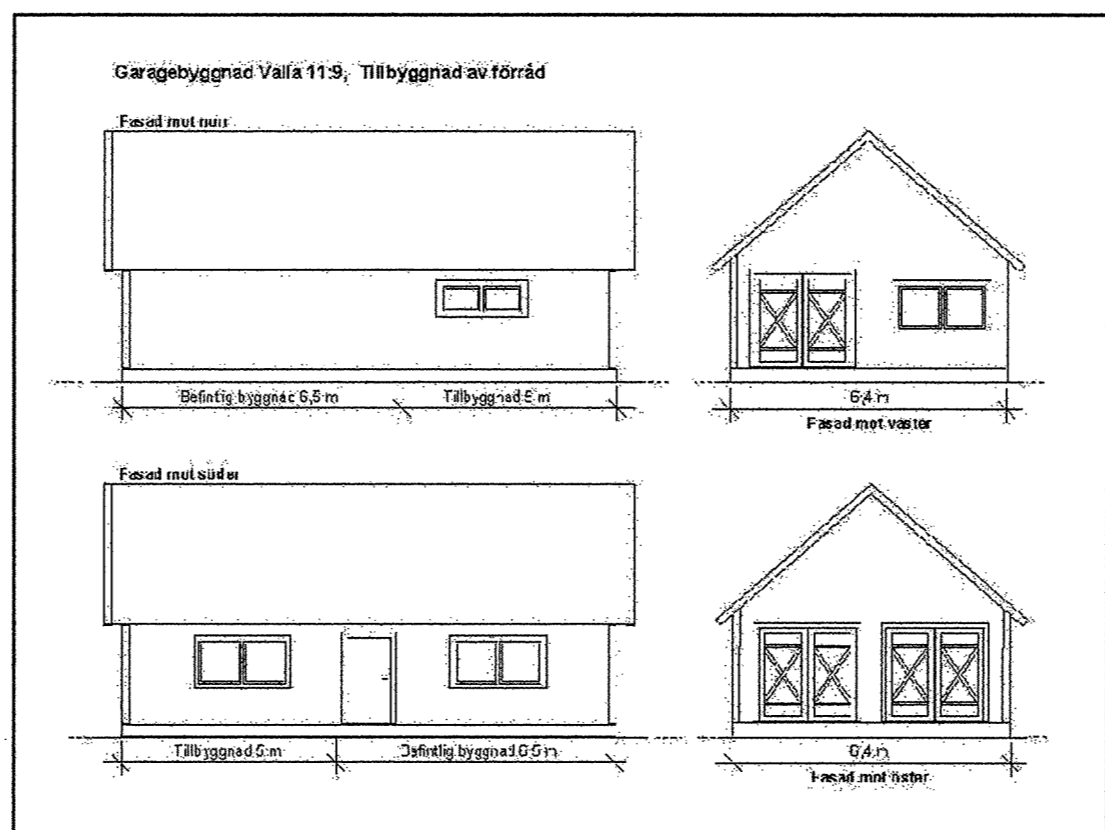 Garagebyggnad Valla 11:9, Tillbyggnad av förråd
Fasad mot norr
Befintlig byggnad 6,5 m
Tillbyggnad 5 m
6,4 m
Fasad mot väster
Fasad mot söder
Tillbyggnad 5 m
Befintlig byggnad 6,5 m
6,4 m
Fasad mot öster